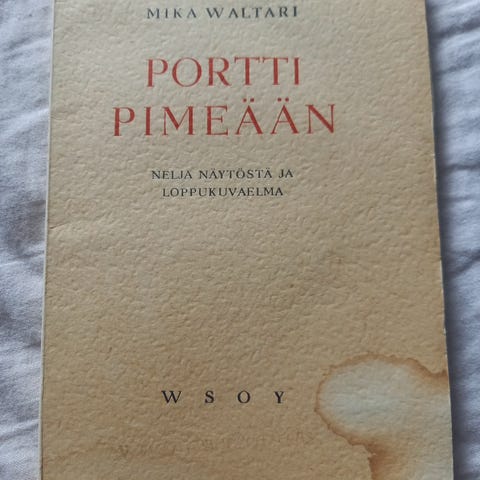 MIKA WALTARI
PORTTI
PIMEÄÄN
NELJÄ NÄYTÖSTÄ JA
LOPPUKUVAELMA
WSOY